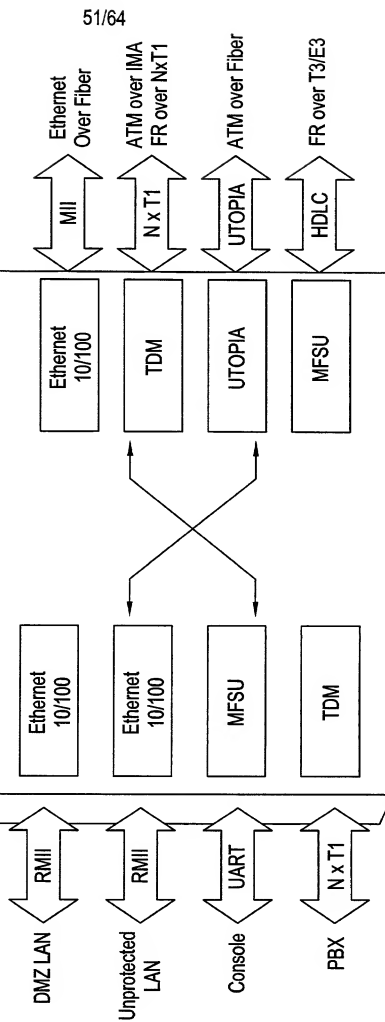 51/64
DMZ LAN
RMII
Ethernet
10/100
Unprotected
LAN
RMII
Ethernet
10/100
Console
UART
MFSU
PBX
N x T1
TDM
Ethernet
10/100
MII
Ethernet
Over Fiber
TDM
N x T1
ATM over IMA
FR over NxT1
UTOPIA
UTOPIA
ATM over Fiber
MFSU
HDLC
FR over T3/E3